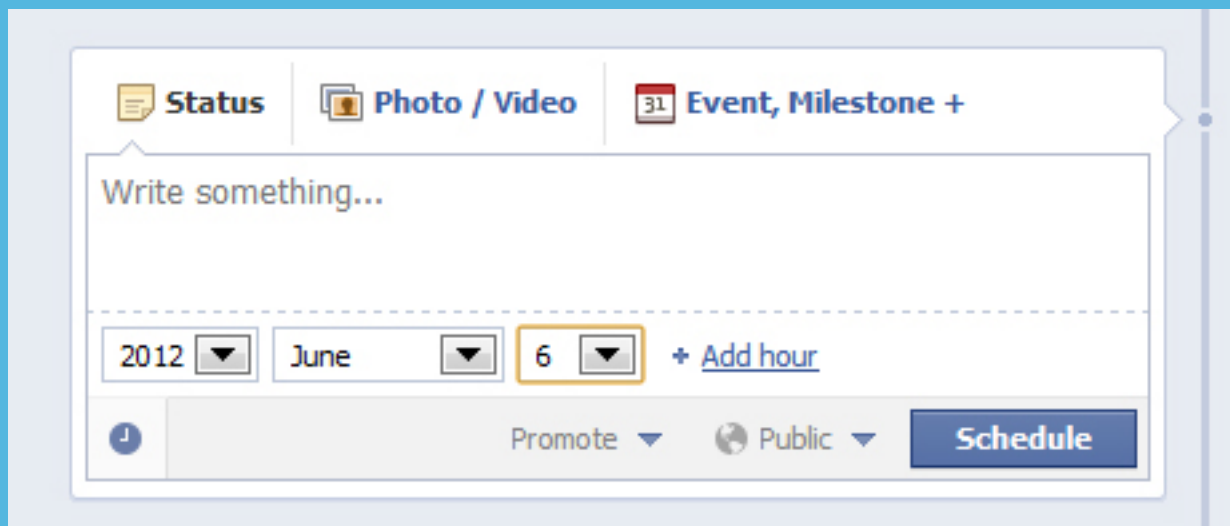 Status Photo / Video 31 Event, Milestone +
Write something...
2012 June 6 + Add hour
Promote Public Schedule